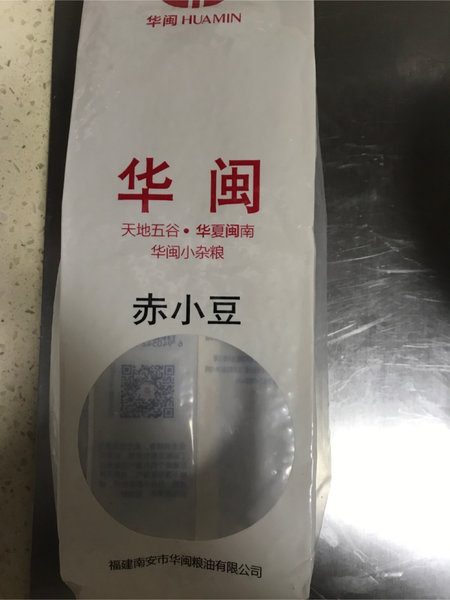 华闽 HUAMIN
华 闽
天地五谷·华夏闽南
华闽小杂粮
赤小豆
福建南安市华闽粮油有限公司